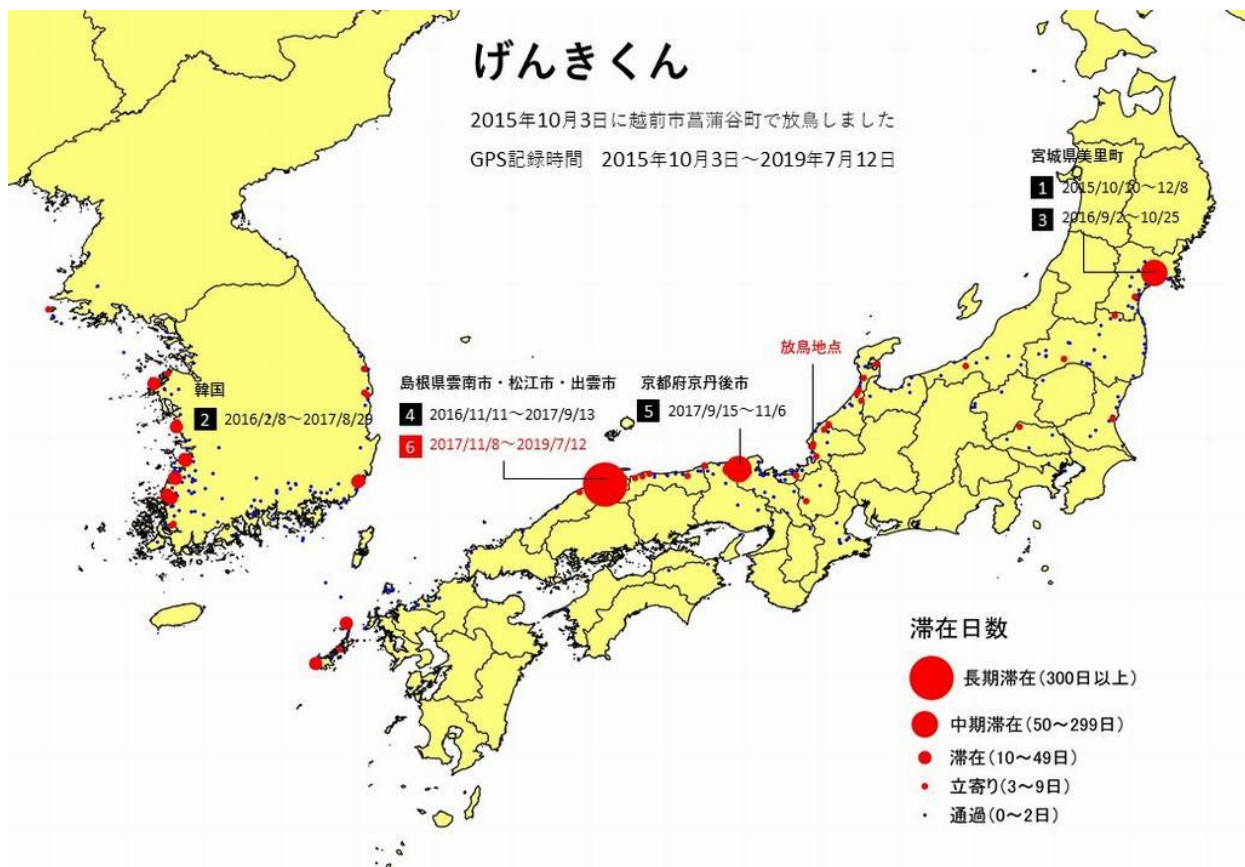 げんきくん
2015年10月3日に越前市菖蒲谷町で放鳥しました
GPS記録時間　2015年10月3日～2019年7月12日
宮城県美里町
1 2015/10/10～12/8
3 2016/9/2～10/25
放鳥地点
韓国
2 2016/2/8～2017/8/29
島根県雲南市・松江市・出雲市
4 2016/11/11～2017/9/13
6 2017/11/8～2019/7/12
京都府京丹後市
5 2017/9/15～11/6
滞在日数
長期滞在(300日以上)
中期滞在(50～299日)
滞在(10～49日)
立寄り(3～9日)
通過(0～2日)